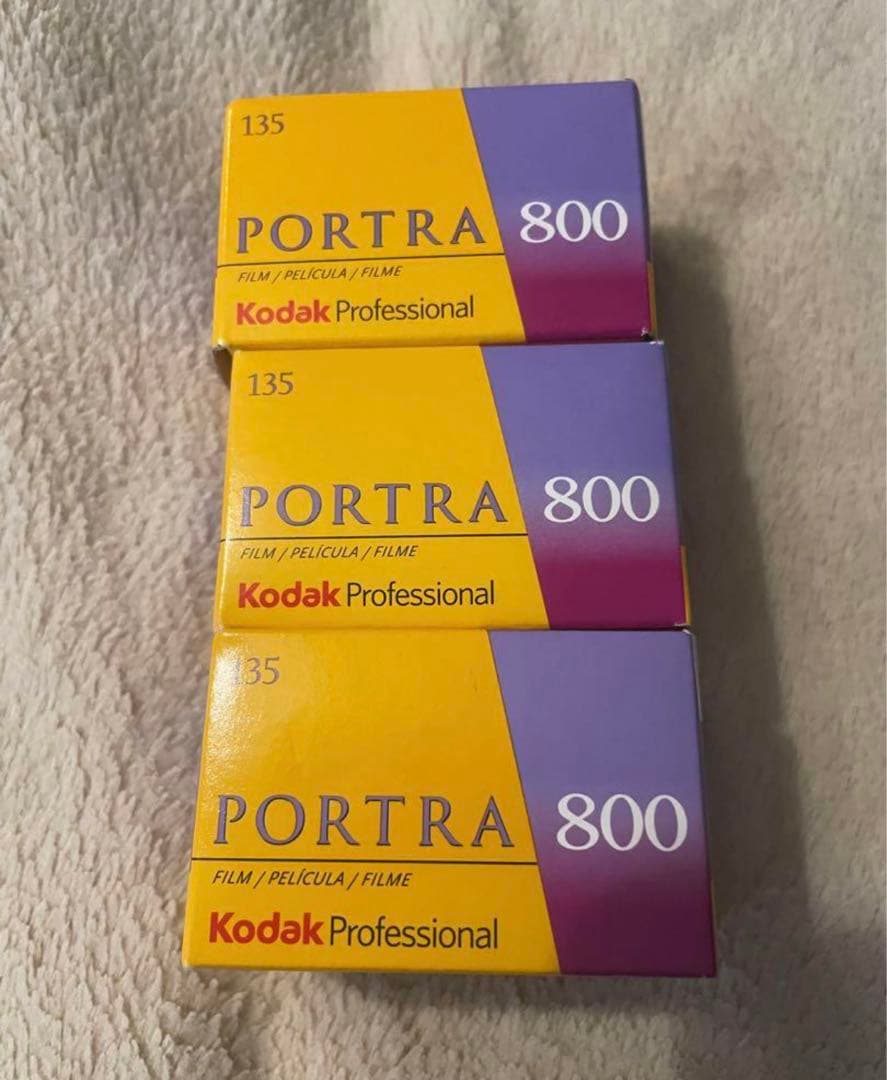 135
PORTRA 800
FILM / PELÍCULA / FILME
Kodak Professional
135
PORTRA 800
FILM / PELÍCULA / FILME
Kodak Professional
135
PORTRA 800
FILM / PELÍCULA / FILME
Kodak Professional